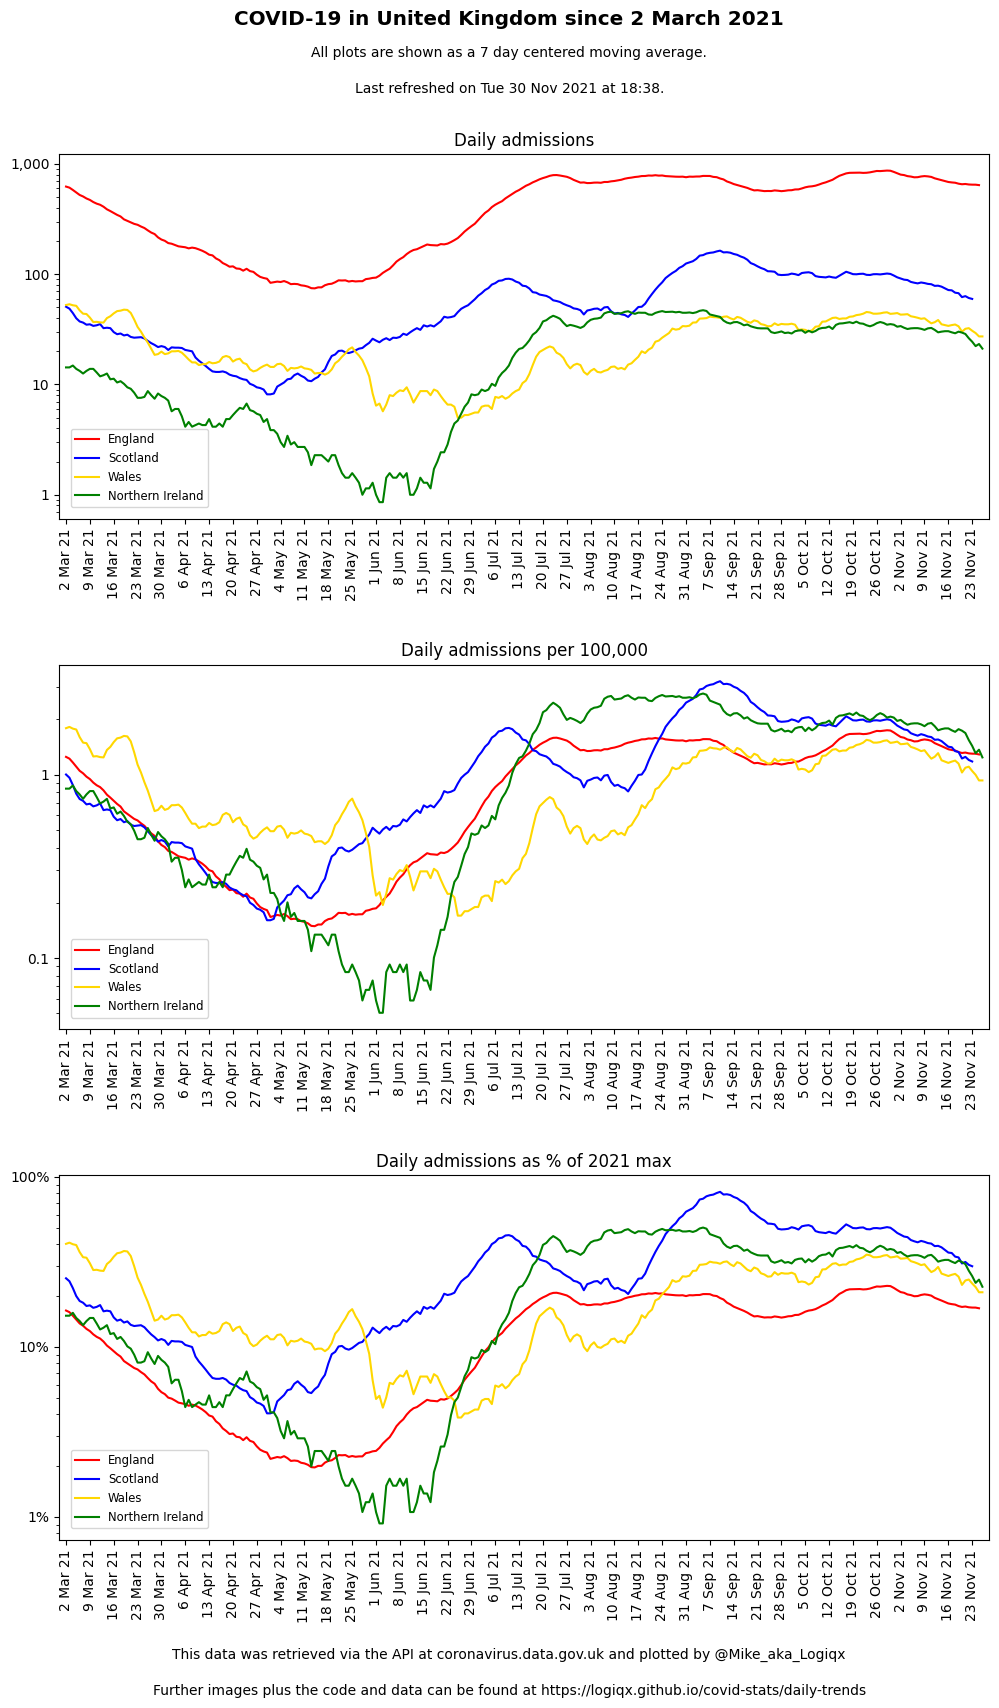 COVID-19 in United Kingdom since 2 March 2021
All plots are shown as a 7 day centered moving average.
Last refreshed on Tue 30 Nov 2021 at 18:38.
Daily admissions
1,000
100
10
1
England
Scotland
Wales
Northern Ireland
2 Mar 21
9 Mar 21
16 Mar 21
23 Mar 21
30 Mar 21
6 Apr 21
13 Apr 21
20 Apr 21
27 Apr 21
4 May 21
11 May 21
18 May 21
25 May 21
1 Jun 21
8 Jun 21
15 Jun 21
22 Jun 21
29 Jun 21
6 Jul 21
13 Jul 21
20 Jul 21
27 Jul 21
3 Aug 21
10 Aug 21
17 Aug 21
24 Aug 21
31 Aug 21
7 Sep 21
14 Sep 21
21 Sep 21
28 Sep 21
5 Oct 21
12 Oct 21
19 Oct 21
26 Oct 21
2 Nov 21
9 Nov 21
16 Nov 21
23 Nov 21
Daily admissions per 100,000
1
0.1
England
Scotland
Wales
Northern Ireland
2 Mar 21
9 Mar 21
16 Mar 21
23 Mar 21
30 Mar 21
6 Apr 21
13 Apr 21
20 Apr 21
27 Apr 21
4 May 21
11 May 21
18 May 21
25 May 21
1 Jun 21
8 Jun 21
15 Jun 21
22 Jun 21
29 Jun 21
6 Jul 21
13 Jul 21
20 Jul 21
27 Jul 21
3 Aug 21
10 Aug 21
17 Aug 21
24 Aug 21
31 Aug 21
7 Sep 21
14 Sep 21
21 Sep 21
28 Sep 21
5 Oct 21
12 Oct 21
19 Oct 21
26 Oct 21
2 Nov 21
9 Nov 21
16 Nov 21
23 Nov 21
Daily admissions as % of 2021 max
100%
10%
1%
England
Scotland
Wales
Northern Ireland
2 Mar 21
9 Mar 21
16 Mar 21
23 Mar 21
30 Mar 21
6 Apr 21
13 Apr 21
20 Apr 21
27 Apr 21
4 May 21
11 May 21
18 May 21
25 May 21
1 Jun 21
8 Jun 21
15 Jun 21
22 Jun 21
29 Jun 21
6 Jul 21
13 Jul 21
20 Jul 21
27 Jul 21
3 Aug 21
10 Aug 21
17 Aug 21
24 Aug 21
31 Aug 21
7 Sep 21
14 Sep 21
21 Sep 21
28 Sep 21
5 Oct 21
12 Oct 21
19 Oct 21
26 Oct 21
2 Nov 21
9 Nov 21
16 Nov 21
23 Nov 21
This data was retrieved via the API at coronavirus.data.gov.uk and plotted by @Mike_aka_Logiqx
Further images plus the code and data can be found at https://logiqx.github.io/covid-stats/daily-trends